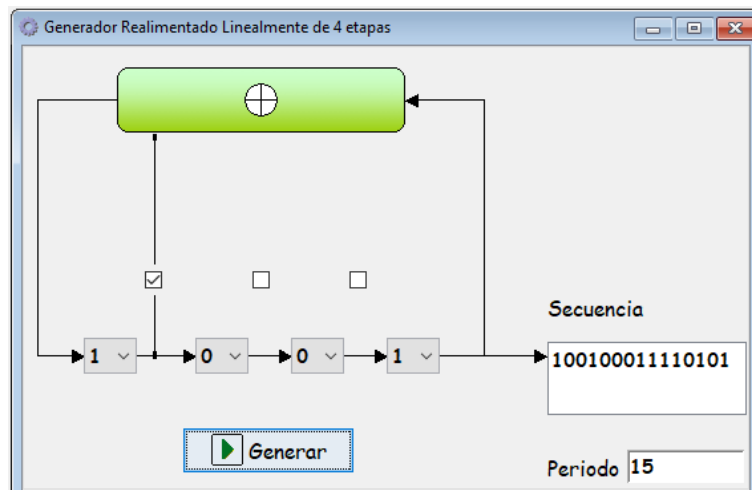 Generador Realimentado Linealmente de 4 etapas
Secuencia
1 0 0 1
100100011110101
Generar
Periodo 15